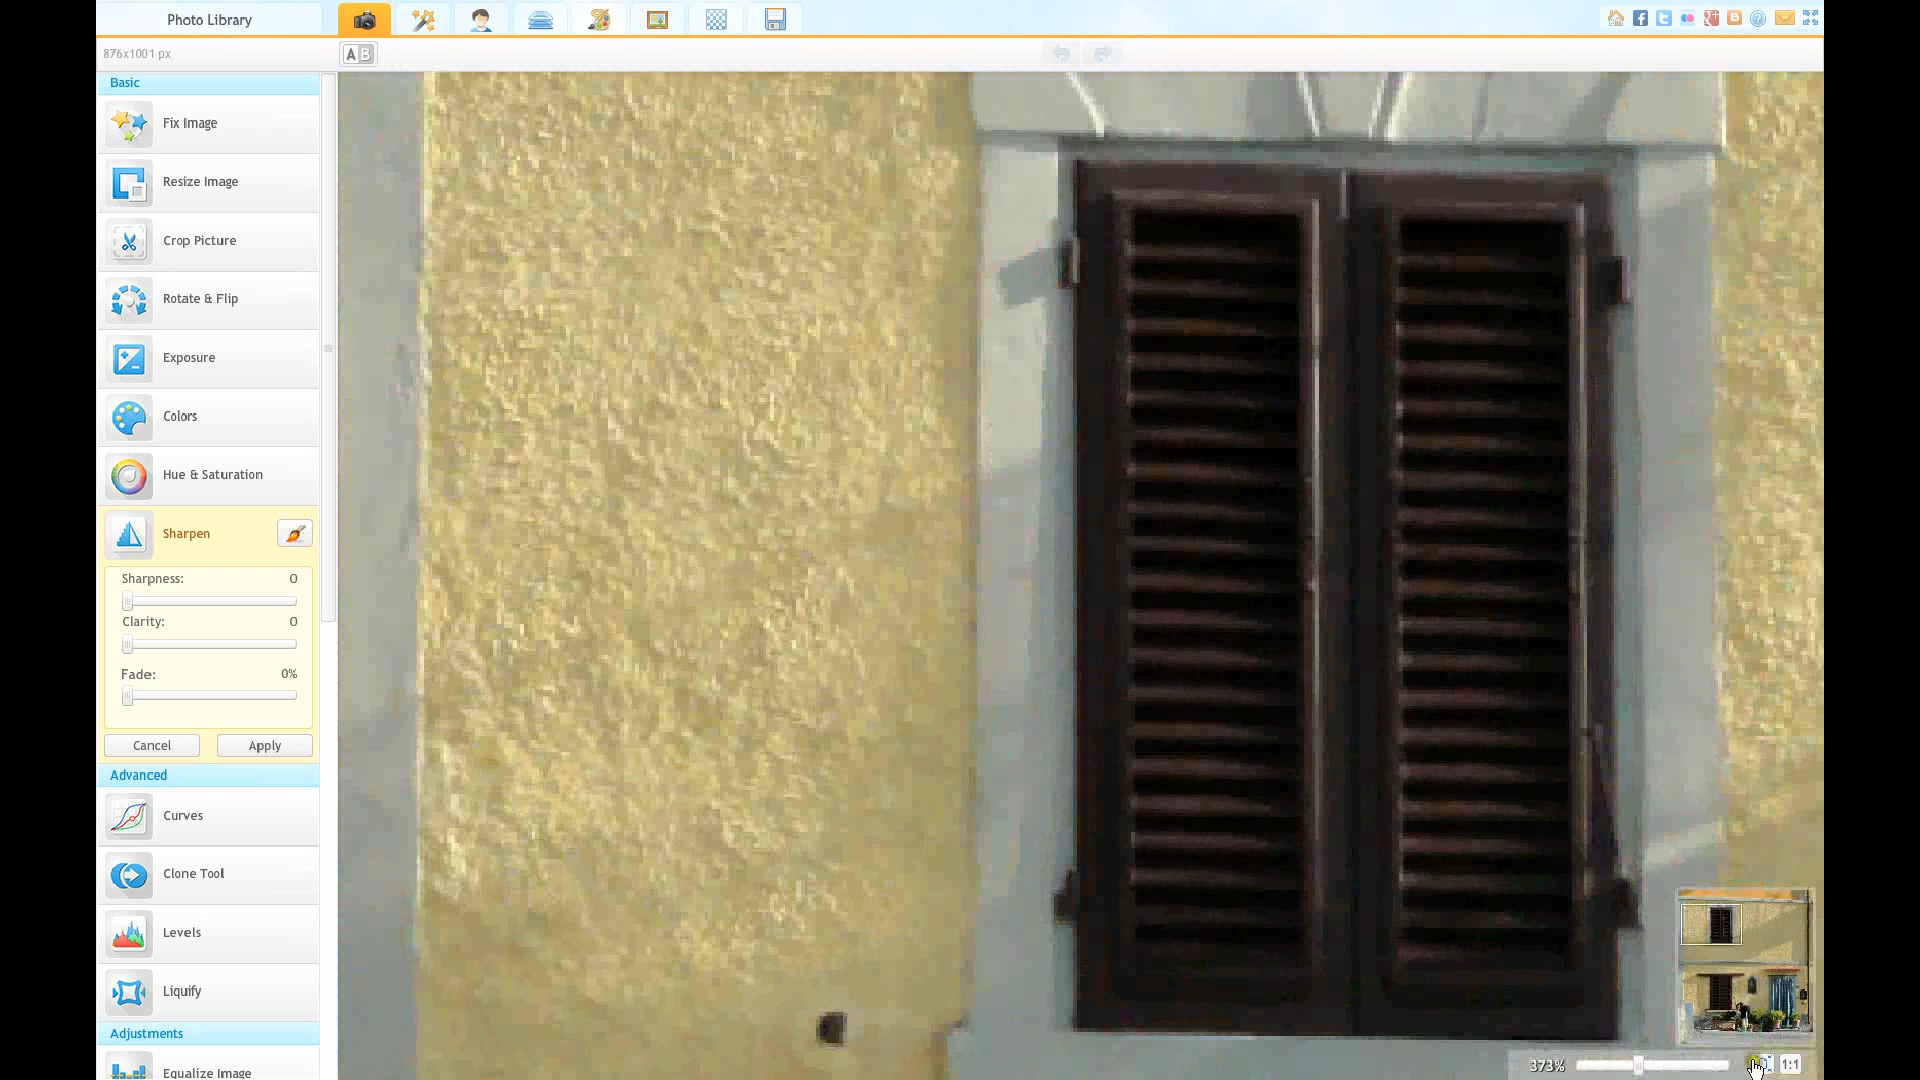 Photo Library
876x1001 px
A B
Basic
Fix Image
Resize Image
Crop Picture
Rotate & Flip
Exposure
Colors
Hue & Saturation
Sharpen
Sharpness: 0
Clarity: 0
Fade: 0%
Cancel Apply
Advanced
Curves
Clone Tool
Levels
Liquify
Adjustments
Equalize Image
373% 1:1